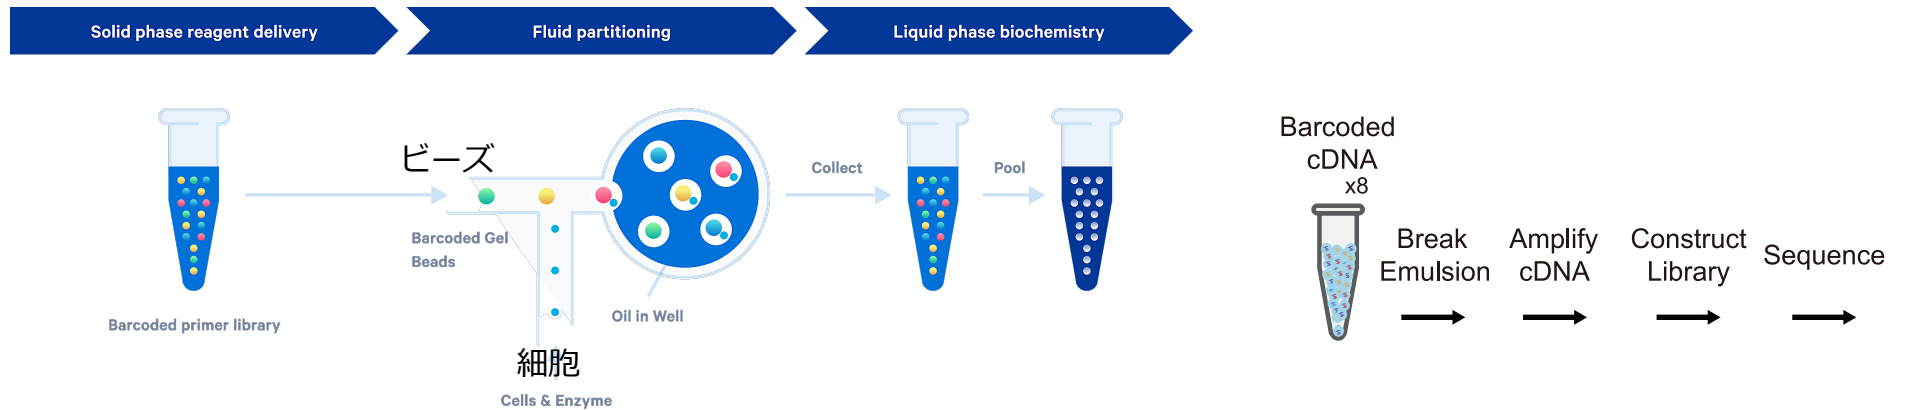 Solid phase reagent delivery
Fluid partitioning
Liquid phase biochemistry
ビーズ
Barcoded Gel
Beads
細胞
Cells & Enzyme
Oil in Well
Barcoded primer library
Collect
Pool
Barcoded
cDNA
x8
Break
Emulsion
Amplify
cDNA
Construct
Library
Sequence